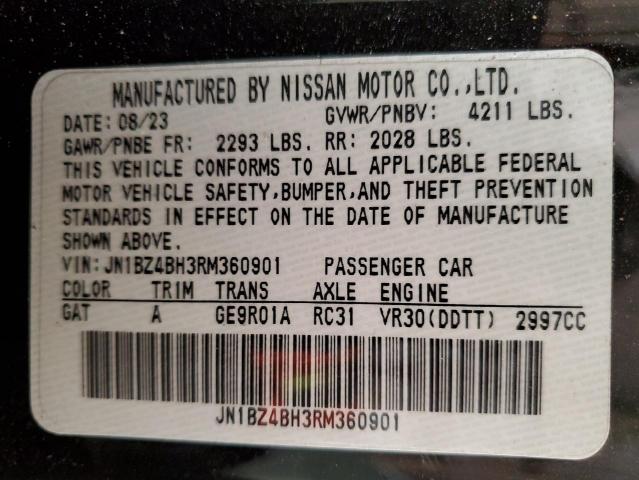 MANUFACTURED BY NISSAN MOTOR CO.,LTD.
DATE: 08/23 GVWR/PNBV: 4211 LBS.
GAWR/PNBE FR: 2293 LBS. RR: 2028 LBS.
THIS VEHICLE CONFORMS TO ALL APPLICABLE FEDERAL
MOTOR VEHICLE SAFETY,BUMPER,AND THEFT PREVENTION
STANDARDS IN EFFECT ON THE DATE OF MANUFACTURE
SHOWN ABOVE.
VIN: JN1BZ4BH3RM360901 PASSENGER CAR
COLOR TRIM TRANS AXLE ENGINE
GAT A GE9R01A RC31 VR30(DDTT) 2997CC
JN1BZ4BH3RM360901